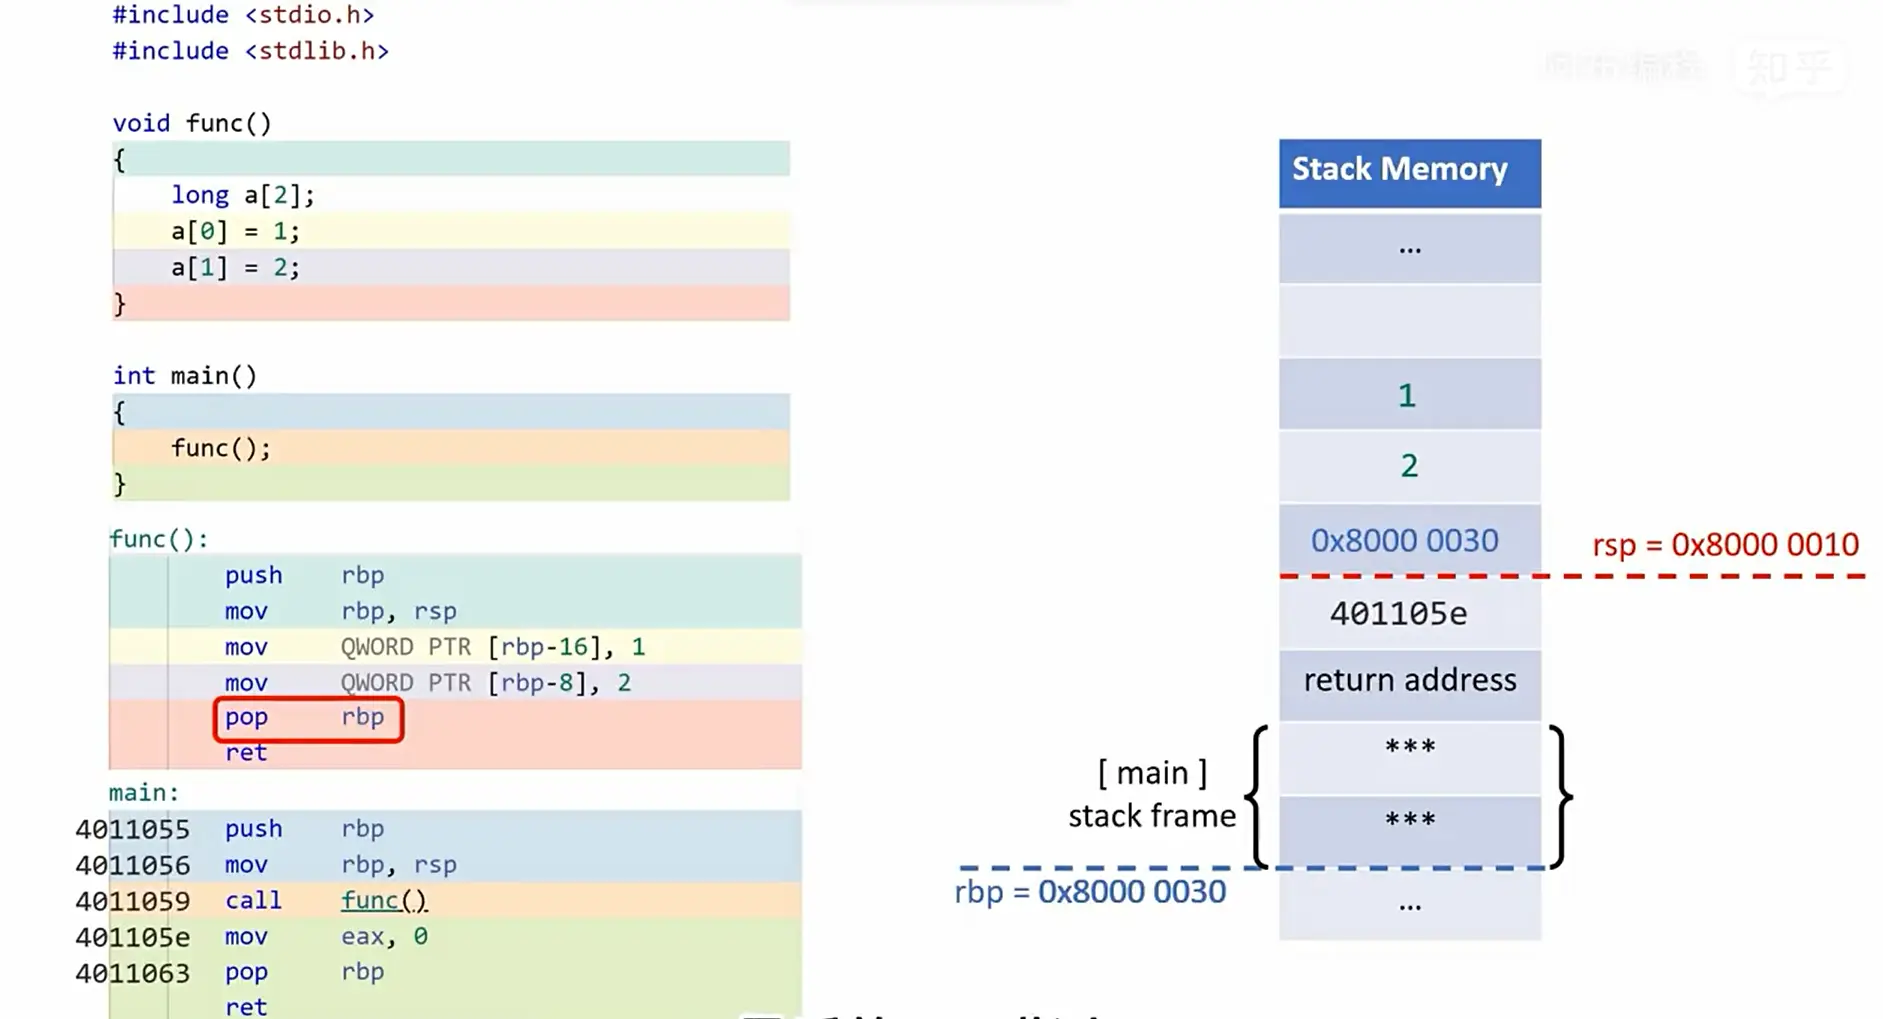 #include <stdio.h>
#include <stdlib.h>
void func()
{
long a[2];
a[0] = 1;
a[1] = 2;
}
int main()
{
func();
}
func():
push rbp
mov rbp, rsp
mov QWORD PTR [rbp-16], 1
mov QWORD PTR [rbp-8], 2
pop rbp
ret
main:
4011055 push rbp
4011056 mov rbp, rsp
4011059 call func()
401105e mov eax, 0
4011063 pop rbp
ret
知乎
Stack Memory
...
1
2
0x8000 0030
rsp = 0x8000 0010
401105e
return address
***
[ main ]
stack frame
***
rbp = 0x8000 0030
...